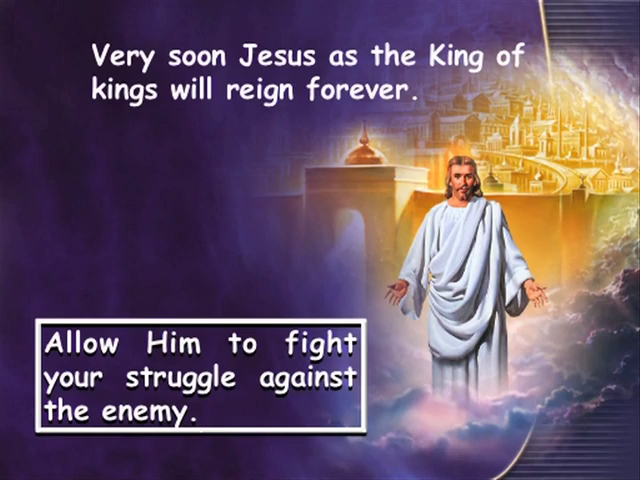 Very soon Jesus as the King of
kings will reign forever.
Allow Him to fight
your struggle against
the enemy.